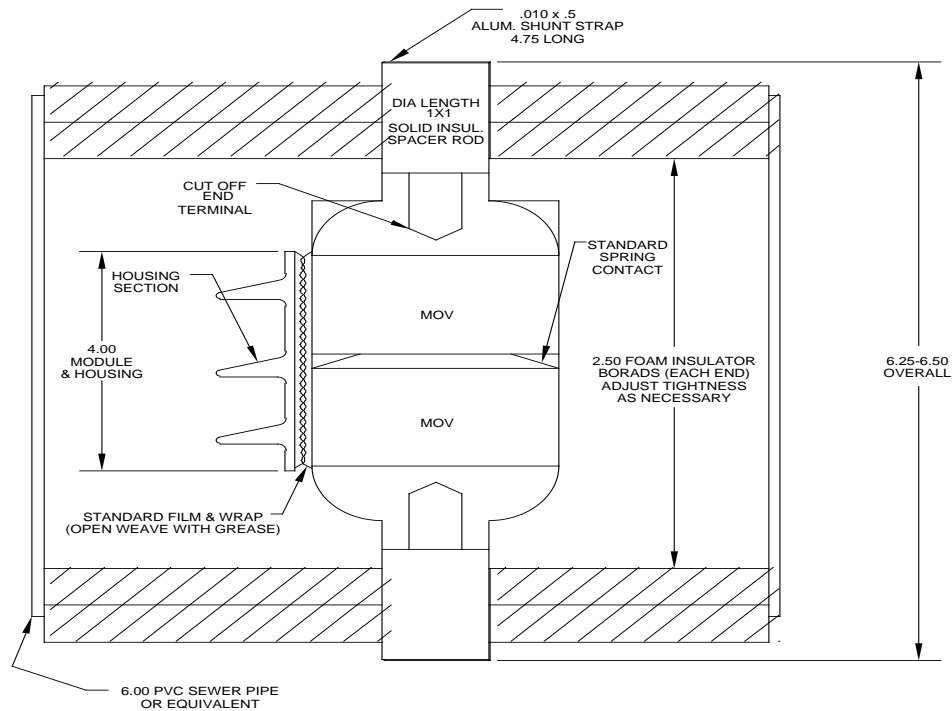 .010 x .5
ALUM. SHUNT STRAP
4.75 LONG
DIA LENGTH
1X1
SOLID INSUL.
SPACER ROD
CUT OFF
END
TERMINAL
STANDARD
SPRING
CONTACT
HOUSING
SECTION
MOV
4.00
MODULE
& HOUSING
2.50 FOAM INSULATOR
BORADS (EACH END)
ADJUST TIGHTNESS
AS NECESSARY
6.25-6.50
OVERALL
MOV
STANDARD FILM & WRAP
(OPEN WEAVE WITH GREASE)
6.00 PVC SEWER PIPE
OR EQUIVALENT